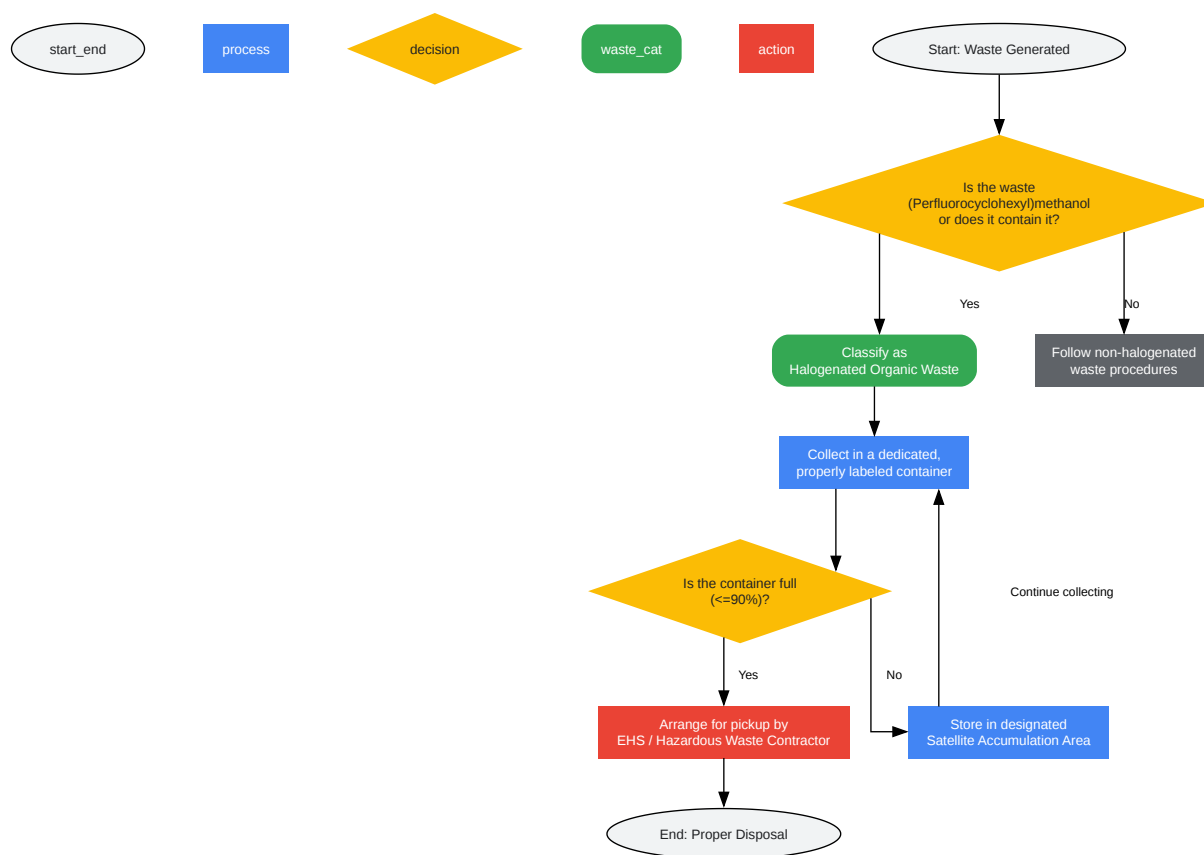 start_end
process
decision
waste_cat
action
Start: Waste Generated
Is the waste
(Perfluorocyclohexyl)methanol
or does it contain it?
Yes
No
Classify as
Halogenated Organic Waste
Follow non-halogenated
waste procedures
Collect in a dedicated,
properly labeled container
Is the container full
(<=90%)?
Continue collecting
Yes
No
Arrange for pickup by
EHS / Hazardous Waste Contractor
Store in designated
Satellite Accumulation Area
End: Proper Disposal